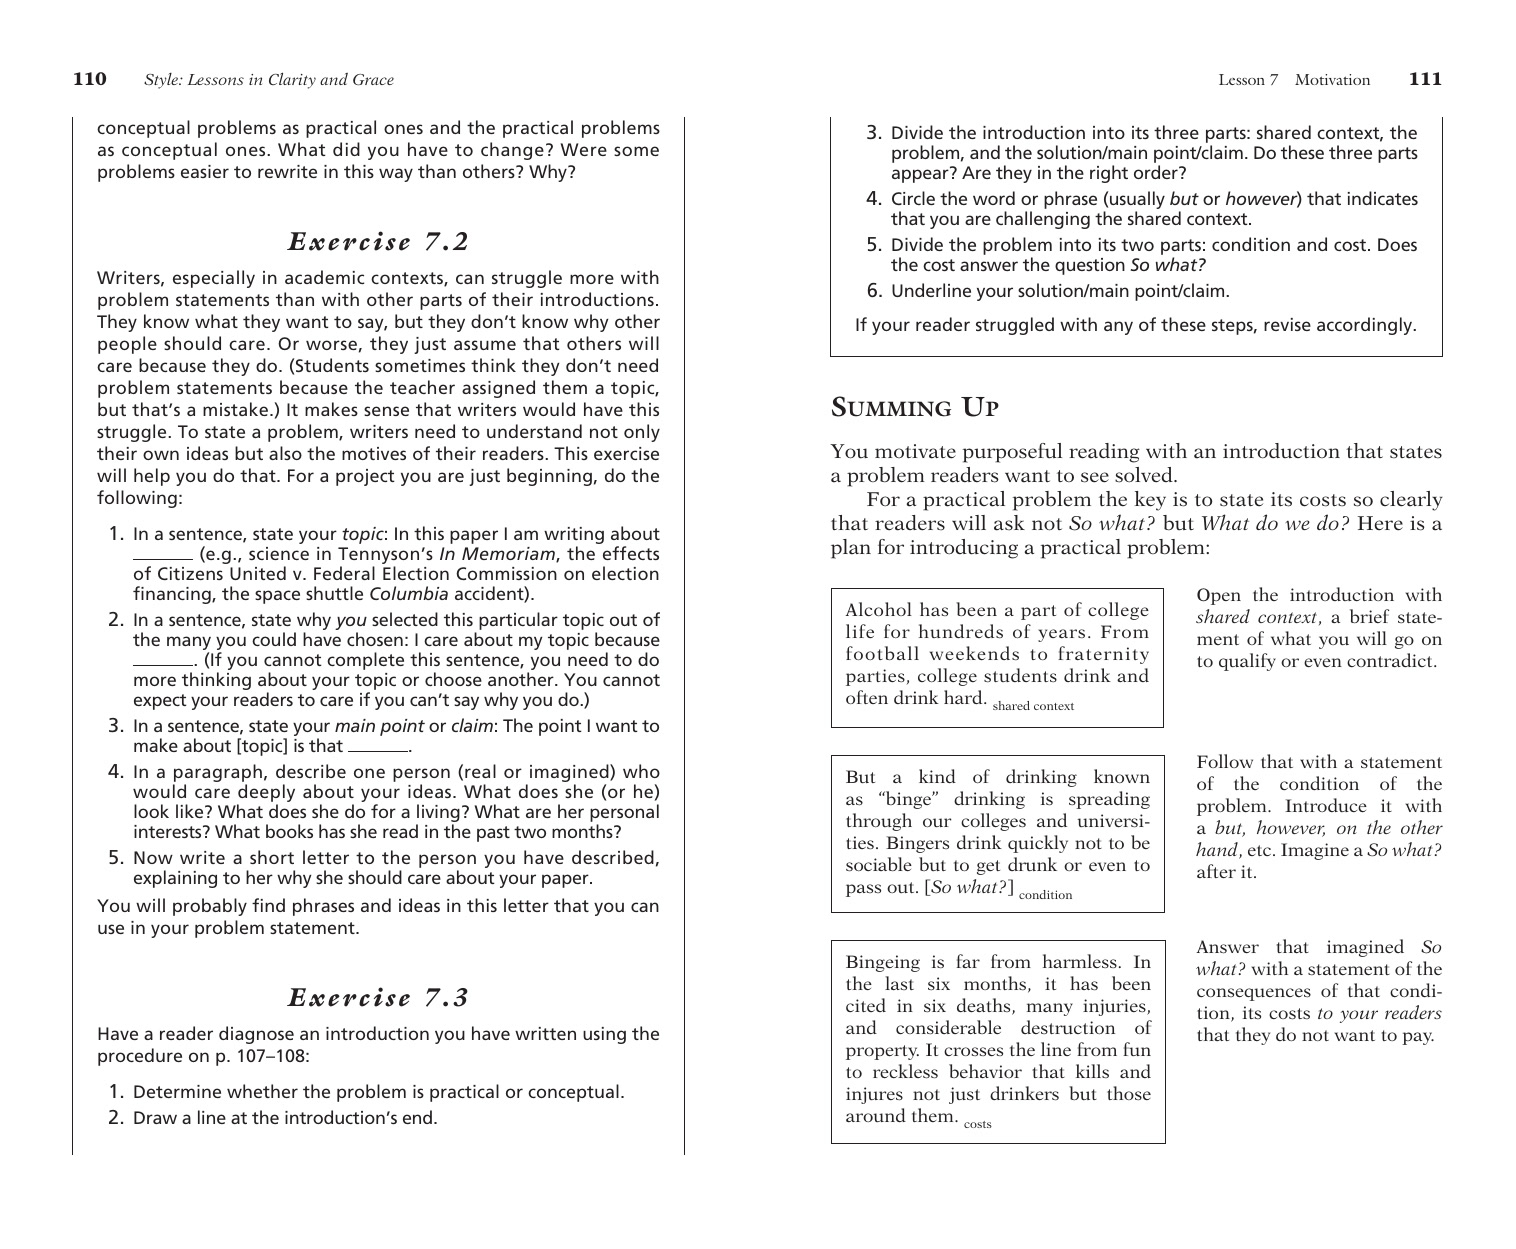 110 Style: Lessons in Clarity and Grace
conceptual problems as practical ones and the practical problems
as conceptual ones. What did you have to change? Were some
problems easier to rewrite in this way than others? Why?
Exercise 7.2
Writers, especially in academic contexts, can struggle more with
problem statements than with other parts of their introductions.
They know what they want to say, but they don’t know why other
people should care. Or worse, they just assume that others will
care because they do. (Students sometimes think they don’t need
problem statements because the teacher assigned them a topic,
but that’s a mistake.) It makes sense that writers would have this
struggle. To state a problem, writers need to understand not only
their own ideas but also the motives of their readers. This exercise
will help you do that. For a project you are just beginning, do the
following:
1. In a sentence, state your topic: In this paper I am writing about
______ (e.g., science in Tennyson’s In Memoriam, the effects
of Citizens United v. Federal Election Commission on election
financing, the space shuttle Columbia accident).
2. In a sentence, state why you selected this particular topic out of
the many you could have chosen: I care about my topic because
______. (If you cannot complete this sentence, you need to do
more thinking about your topic or choose another. You cannot
expect your readers to care if you can’t say why you do.)
3. In a sentence, state your main point or claim: The point I want to
make about [topic] is that ______.
4. In a paragraph, describe one person (real or imagined) who
would care deeply about your ideas. What does she (or he)
look like? What does she do for a living? What are her personal
interests? What books has she read in the past two months?
5. Now write a short letter to the person you have described,
explaining to her why she should care about your paper.
You will probably find phrases and ideas in this letter that you can
use in your problem statement.
Exercise 7.3
Have a reader diagnose an introduction you have written using the
procedure on p. 107–108:
1. Determine whether the problem is practical or conceptual.
2. Draw a line at the introduction’s end.
Lesson 7 Motivation 111
3. Divide the introduction into its three parts: shared context, the
problem, and the solution/main point/claim. Do these three parts
appear? Are they in the right order?
4. Circle the word or phrase (usually but or however) that indicates
that you are challenging the shared context.
5. Divide the problem into its two parts: condition and cost. Does
the cost answer the question So what?
6. Underline your solution/main point/claim.
If your reader struggled with any of these steps, revise accordingly.
Summing Up
You motivate purposeful reading with an introduction that states
a problem readers want to see solved.
For a practical problem the key is to state its costs so clearly
that readers will ask not So what? but What do we do? Here is a
plan for introducing a practical problem:
Alcohol has been a part of college
life for hundreds of years. From
football weekends to fraternity
parties, college students drink and
often drink hard. shared context
Open the introduction with
shared context, a brief state-
ment of what you will go on
to qualify or even contradict.
But a kind of drinking known
as “binge” drinking is spreading
through our colleges and universi-
ties. Bingers drink quickly not to be
sociable but to get drunk or even to
pass out. [So what?] condition
Follow that with a statement
of the condition of the
problem. Introduce it with
a but, however, on the other
hand, etc. Imagine a So what?
after it.
Bingeing is far from harmless. In
the last six months, it has been
cited in six deaths, many injuries,
and considerable destruction of
property. It crosses the line from fun
to reckless behavior that kills and
injures not just drinkers but those
around them. costs
Answer that imagined So
what? with a statement of the
consequences of that condi-
tion, its costs to your readers
that they do not want to pay.